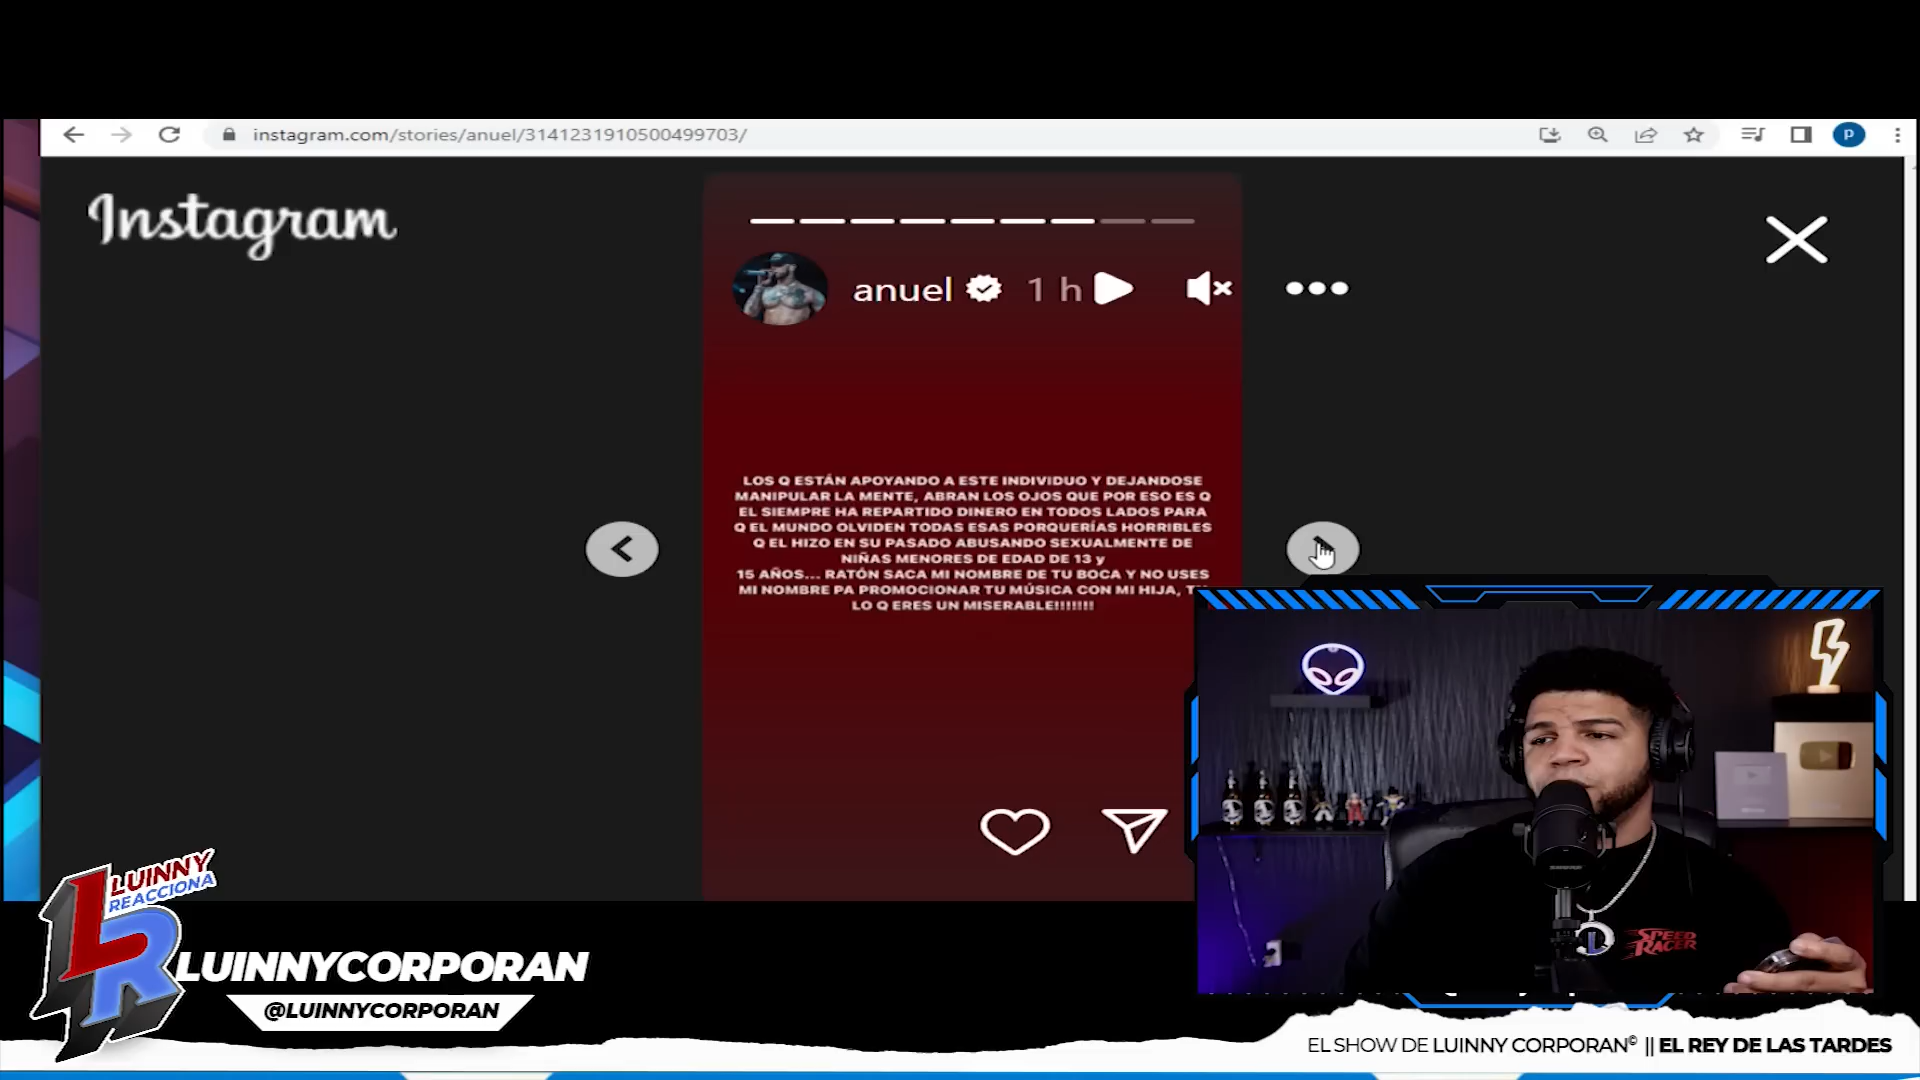 instagram.com/stories/anuel/3141231910500499703/
P
Instagram
anuel 1 h
LOS Q ESTÁN APOYANDO A ESTE INDIVIDUO Y DEJANDOSE
MANIPULAR LA MENTE, ABRAN LOS OJOS QUE POR ESO ES Q
EL SIEMPRE HA REPARTIDO DINERO EN TODOS LADOS PARA
Q EL MUNDO OLVIDEN TODAS ESAS PORQUERÍAS HORRIBLES
Q EL HIZO EN SU PASADO ABUSANDO SEXUALMENTE DE
NIÑAS MENORES DE EDAD DE 13 y
15 AÑOS... RATÓN SACA MI NOMBRE DE TU BOCA Y NO USES
MI NOMBRE PA PROMOCIONAR TU MÚSICA CON MI HIJA,
LO Q ERES UN MISERABLE!!!!!!!
SPEED
RACER
LUINNY
REACCIONA
LR
LUINNYCORPORAN
@LUINNYCORPORAN
EL SHOW DE LUINNY CORPORAN© || EL REY DE LAS TARDES